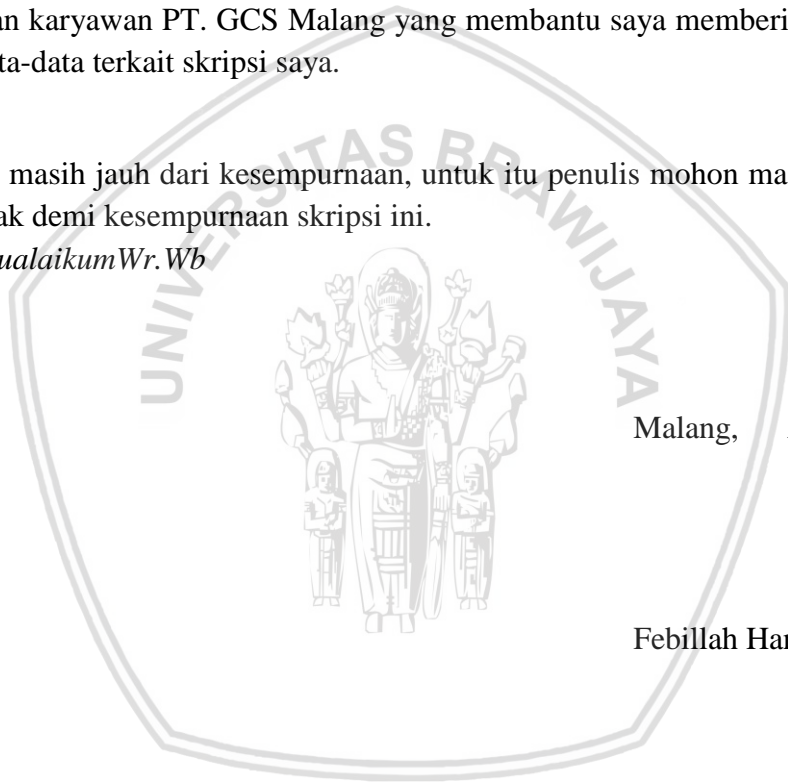 an karyawan PT. GCS Malang yang membantu saya memberi
ta-data terkait skripsi saya.
masih jauh dari kesempurnaan, untuk itu penulis mohon ma
ak demi kesempurnaan skripsi ini.
ualaikumWr.Wb
UNIVERSITAS BRAWIJAYA
Malang,
Febillah Har